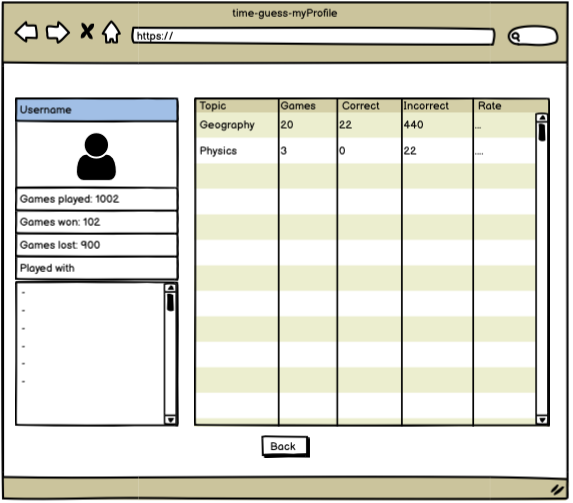 time-guess-myProfile
https://
Username
Games played: 1002
Games won: 102
Games lost: 900
Played with
-
-
-
-
-
-
Topic Games Correct Incorrect Rate
Geography 20 22 440 ...
Physics 3 0 22 ....
Back